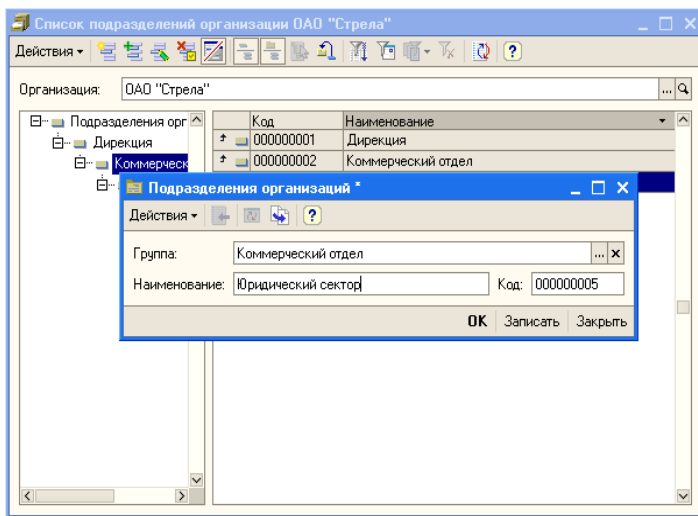 Список подразделений организации ОАО "Стрела"
Действия
Организация: ОАО "Стрела" ...
Подразделения орг
Дирекция
Коммерческ
Код Наименование
000000001 Дирекция
000000002 Коммерческий отдел
Подразделения организаций *
Действия
Группа: Коммерческий отдел ...
Наименование: Юридический сектор Код: 000000005
OK Записать Закрыть